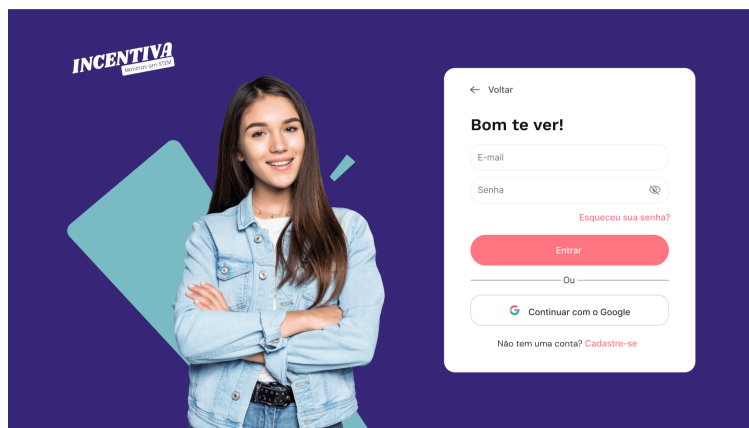 INCENTIVA
Meninas em STEM
Voltar
Bom te ver!
E-mail
Senha
Esqueceu sua senha?
Entrar
Ou
Continuar com o Google
Não tem uma conta? Cadastre-se